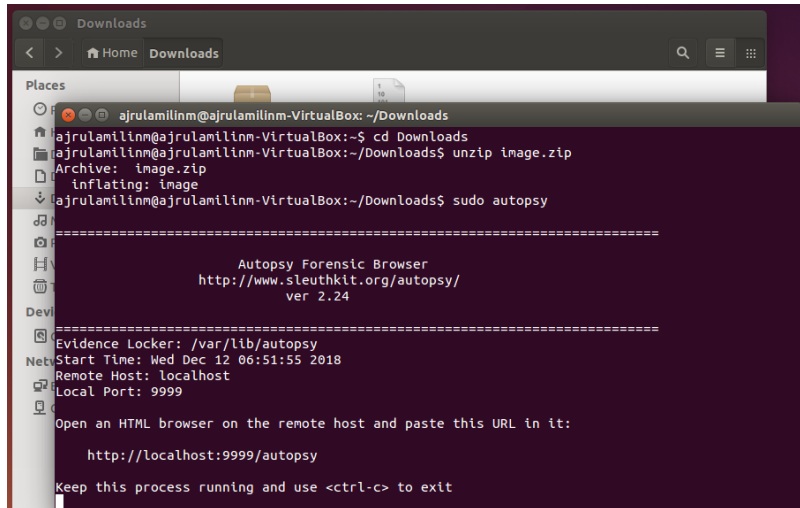 Downloads
Home Downloads
Places
ajrulamilinm@ajrulamilinm-VirtualBox: ~/Downloads
ajrulamilinm@ajrulamilinm-VirtualBox:~$ cd Downloads
ajrulamilinm@ajrulamilinm-VirtualBox:~/Downloads$ unzip image.zip
Archive:  image.zip
  inflating: image
ajrulamilinm@ajrulamilinm-VirtualBox:~/Downloads$ sudo autopsy
============================================================================
Autopsy Forensic Browser
http://www.sleuthkit.org/autopsy/
ver 2.24
============================================================================
Devi
Evidence Locker: /var/lib/autopsy
Netw
Start Time: Wed Dec 12 06:51:55 2018
Remote Host: localhost
Local Port: 9999
Open an HTML browser on the remote host and paste this URL in it:
http://localhost:9999/autopsy
Keep this process running and use <ctrl-c> to exit